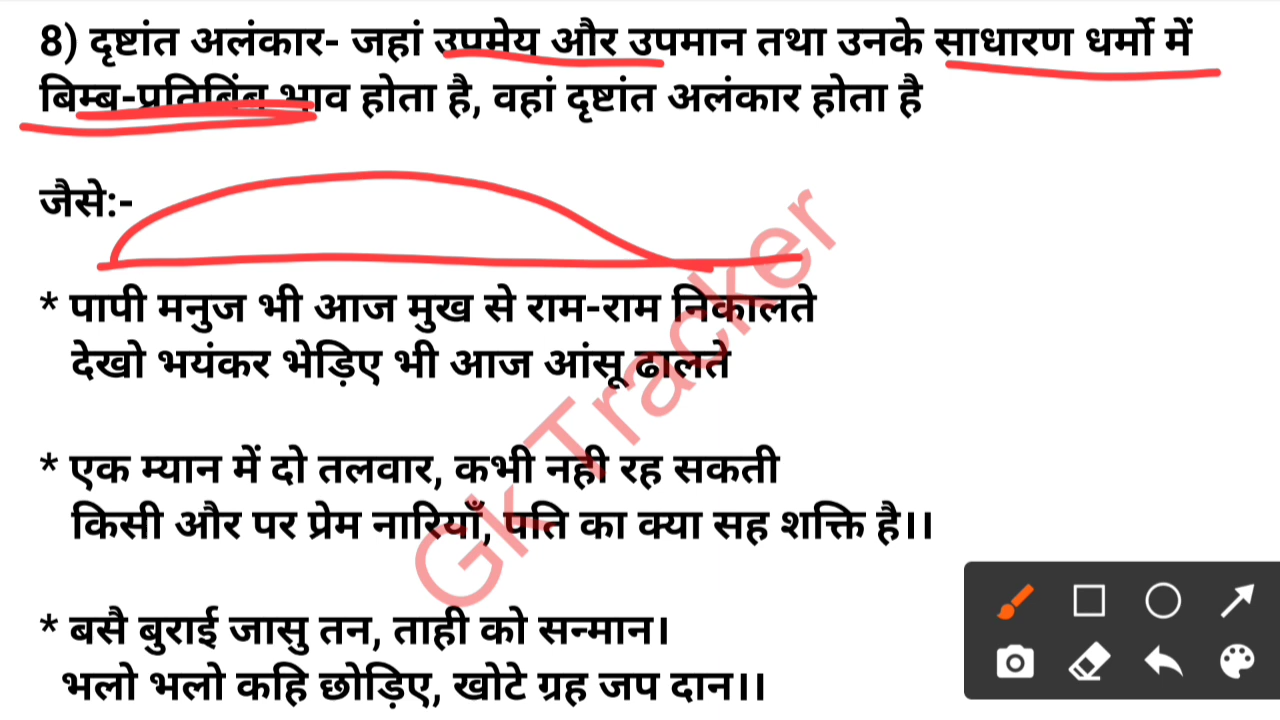 8) दृष्टांत अलंकार- जहां उपमेय और उपमान तथा उनके साधारण धर्मो में
बिम्ब-प्रतिबिंब भाव होता है, वहां दृष्टांत अलंकार होता है
जैसे:-
* पापी मनुज भी आज मुख से राम-राम निकालते
देखो भयंकर भेड़िए भी आज आंसू ढालते
* एक म्यान में दो तलवार, कभी नही रह सकती
किसी और पर प्रेम नारियाँ, पति का क्या सह शक्ति है।।
* बसै बुराई जासु तन, ताही को सन्मान।
भलो भलो कहि छोड़िए, खोटे ग्रह जप दान।।
Gk Tracker